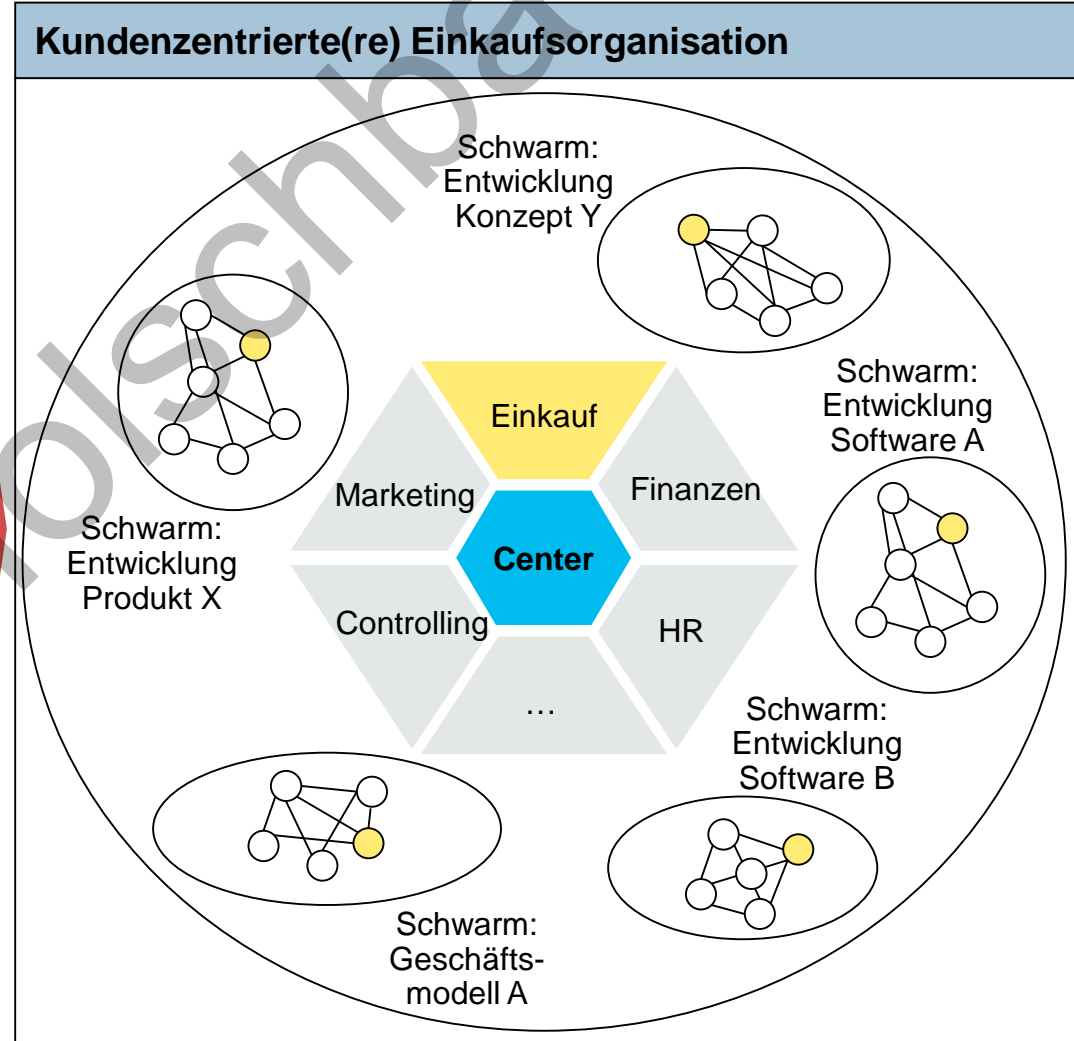 Kundenzentrierte(re) Einkaufsorganisation
Schwarm:
Entwicklung
Konzept Y
Schwarm:
Entwicklung
Software A
Einkauf
Marketing
Finanzen
Center
Controlling
HR
…
Schwarm:
Entwicklung
Produkt X
Schwarm:
Entwicklung
Software B
Schwarm:
Geschäfts-
modell A